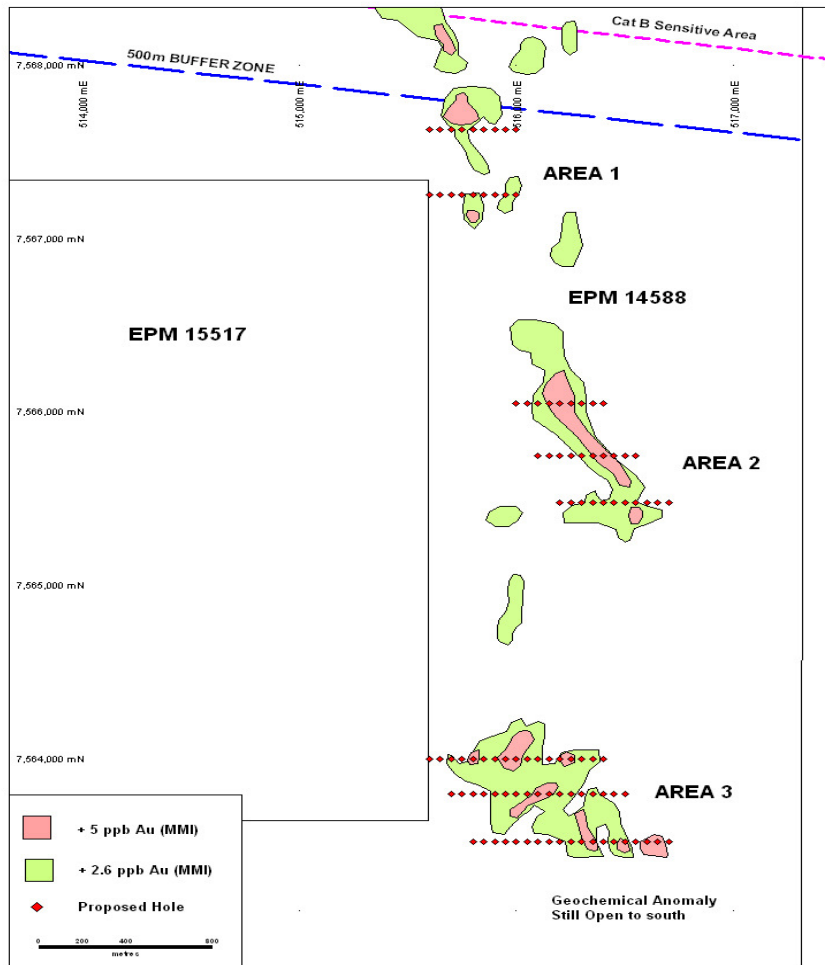 Cat B Sensitive Area
500m BUFFER ZONE
7,568,000 mN
514,000 mE
515,000 mE
516,000 mE
517,000 mE
AREA 1
7,567,000 mN
EPM 14588
EPM 15517
7,566,000 mN
AREA 2
7,565,000 mN
7,564,000 mN
AREA 3
+ 5 ppb Au (MMI)
+ 2.6 ppb Au (MMI)
Proposed Hole
Geochemical Anomaly
Still Open to south
0 200 400 800
metres